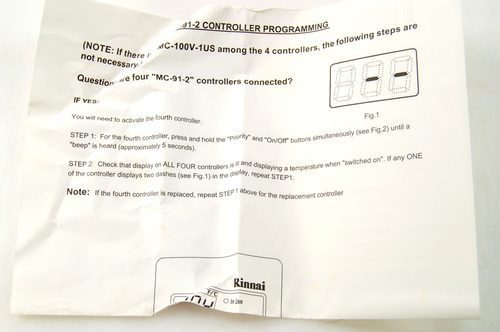 -91-2 CONTROLLER PROGRAMMING
(NOTE: If there MC-100V-1US among the 4 controllers, the following steps are
not necessary
Question: are four "MC-91-2" controllers connected?
Fig.1
IF YES:
You will need to activate the fourth controller.
STEP 1: For the fourth controller, press and hold the "Priority" and "On/Off" buttons simultaneously (see Fig.2) until a
"beep" is heard (approximately 5 seconds).
STEP 2: Check that display on ALL FOUR controllers is lit and displaying a temperature when "switched on". If any ONE
of the controller displays two dashes (see Fig.1) in the display, repeat STEP1.
Note: If the fourth controller is replaced, repeat STEP 1 above for the replacement controller
Rinnai
°F/°C
In Use